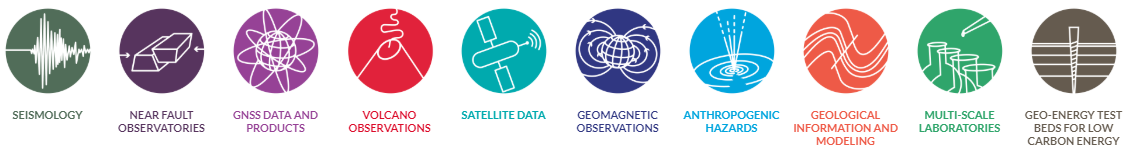 SEISMOLOGY
NEAR FAULT
OBSERVATORIES
GNSS DATA AND
PRODUCTS
VOLCANO
OBSERVATIONS
SATELLITE DATA
GEOMAGNETIC
OBSERVATIONS
ANTHROPOGENIC
HAZARDS
GEOLOGICAL
INFORMATION AND
MODELING
MULTI-SCALE
LABORATORIES
GEO-ENERGY TEST
BEDS FOR LOW
CARBON ENERGY